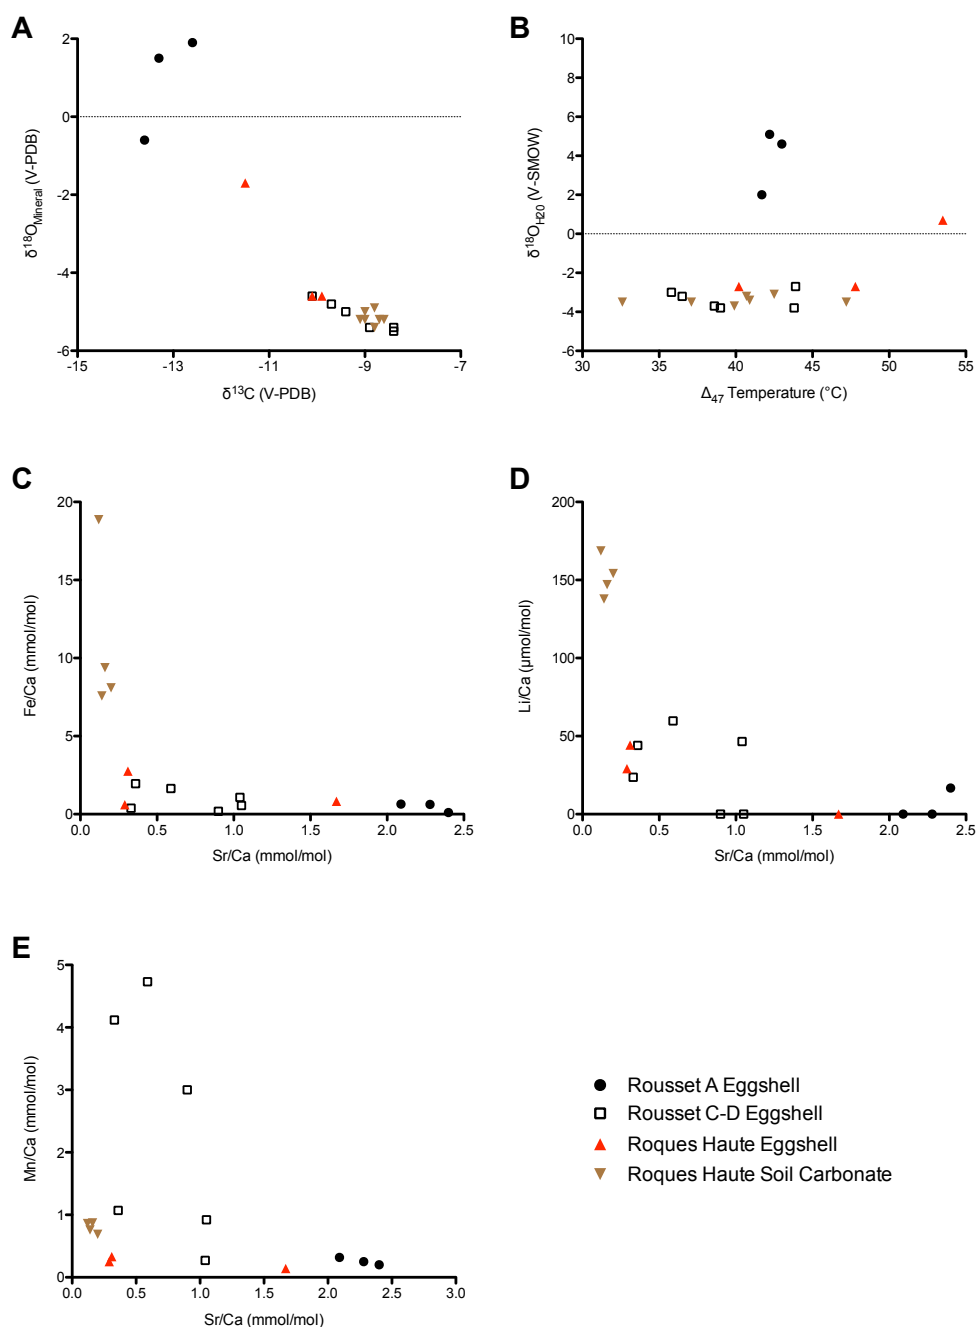 A
δ18OMineral (V-PDB)
2
0
-2
-4
-6
-15 -13 -11 -9 -7
δ13C (V-PDB)
B
δ18OH20 (V-SMOW)
10
8
6
4
2
0
-2
-4
-6
30 35 40 45 50 55
Δ47 Temperature (°C)
C
Fe/Ca (mmol/mol)
20
15
10
5
0
0.0 0.5 1.0 1.5 2.0 2.5
Sr/Ca (mmol/mol)
D
Li/Ca (μmol/mol)
200
150
100
50
0
0.0 0.5 1.0 1.5 2.0 2.5
Sr/Ca (mmol/mol)
E
Mn/Ca (mmol/mol)
5
4
3
2
1
0
0.0 0.5 1.0 1.5 2.0 2.5 3.0
Sr/Ca (mmol/mol)
Rousset A Eggshell
Rousset C-D Eggshell
Roques Haute Eggshell
Roques Haute Soil Carbonate